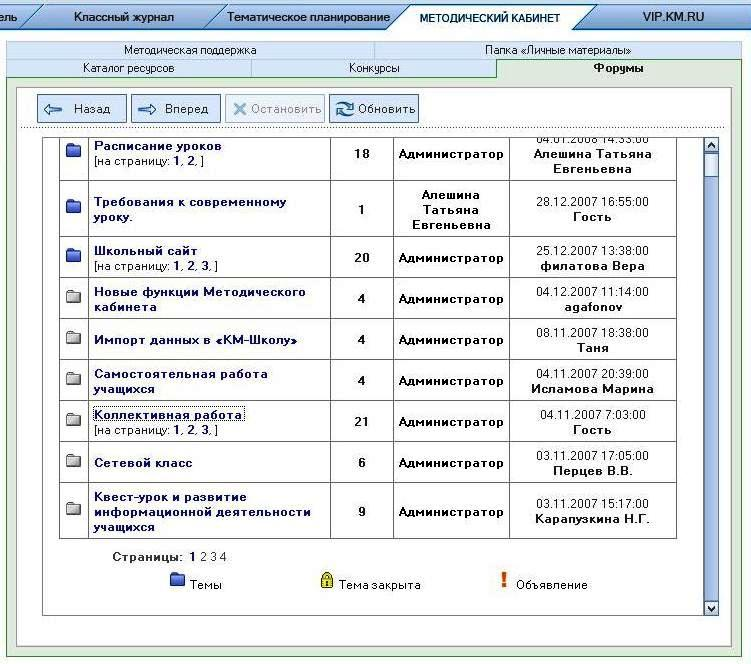 ель Классный журнал Тематическое планирование МЕТОДИЧЕСКИЙ КАБИНЕТ VIP.KM.RU
Методическая поддержка Папка «Личные материалы»
Каталог ресурсов Конкурсы Форумы
Назад Вперед Остановить Обновить
Расписание уроков
[на страницу: 1, 2, ]
18
Администратор
04.01.2008 14:33:00
Алешина Татьяна
Евгеньевна
Требования к современному
уроку.
1
Алешина
Татьяна
Евгеньевна
28.12.2007 16:55:00
Гость
Школьный сайт
[на страницу: 1, 2, 3, ]
20
Администратор
25.12.2007 13:38:00
филатова Вера
Новые функции Методического
кабинета
4
Администратор
04.12.2007 11:14:00
agafonov
Импорт данных в «КМ-Школу»
4
Администратор
08.11.2007 18:38:00
Таня
Самостоятельная работа
учащихся
4
Администратор
04.11.2007 20:39:00
Исламова Марина
Коллективная работа
[на страницу: 1, 2, 3, ]
21
Администратор
04.11.2007 7:03:00
Гость
Сетевой класс
6
Администратор
03.11.2007 17:05:00
Перцев В.В.
Квест-урок и развитие
информационной деятельности
учащихся
9
Администратор
03.11.2007 15:17:00
Карапузкина Н.Г.
Страницы: 1 2 3 4
Темы Тема закрыта Объявление